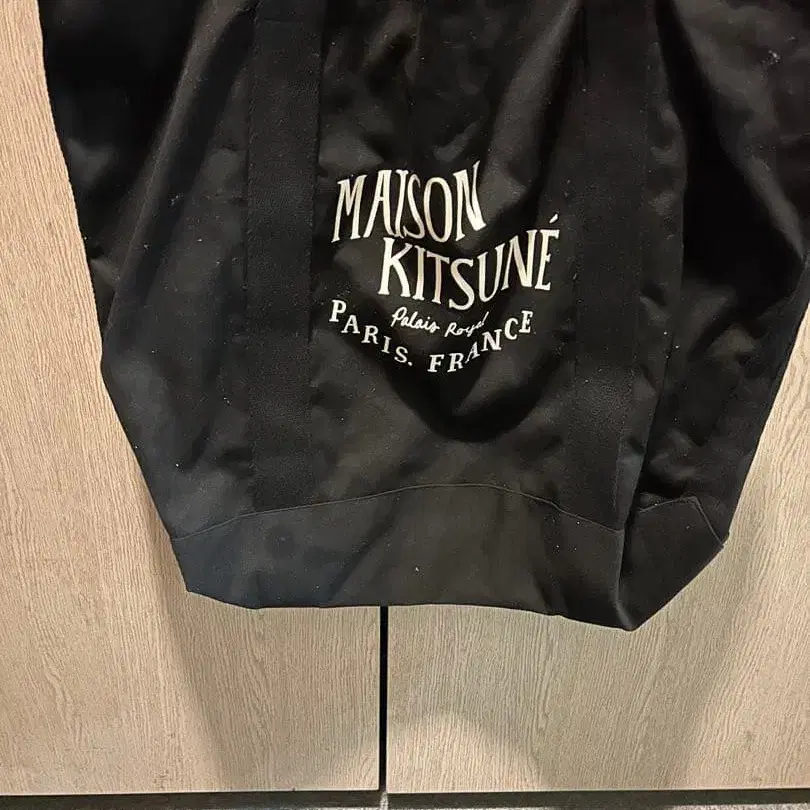 MAISON
KITSUNÉ
Palais Royal
PARIS. FRANCE